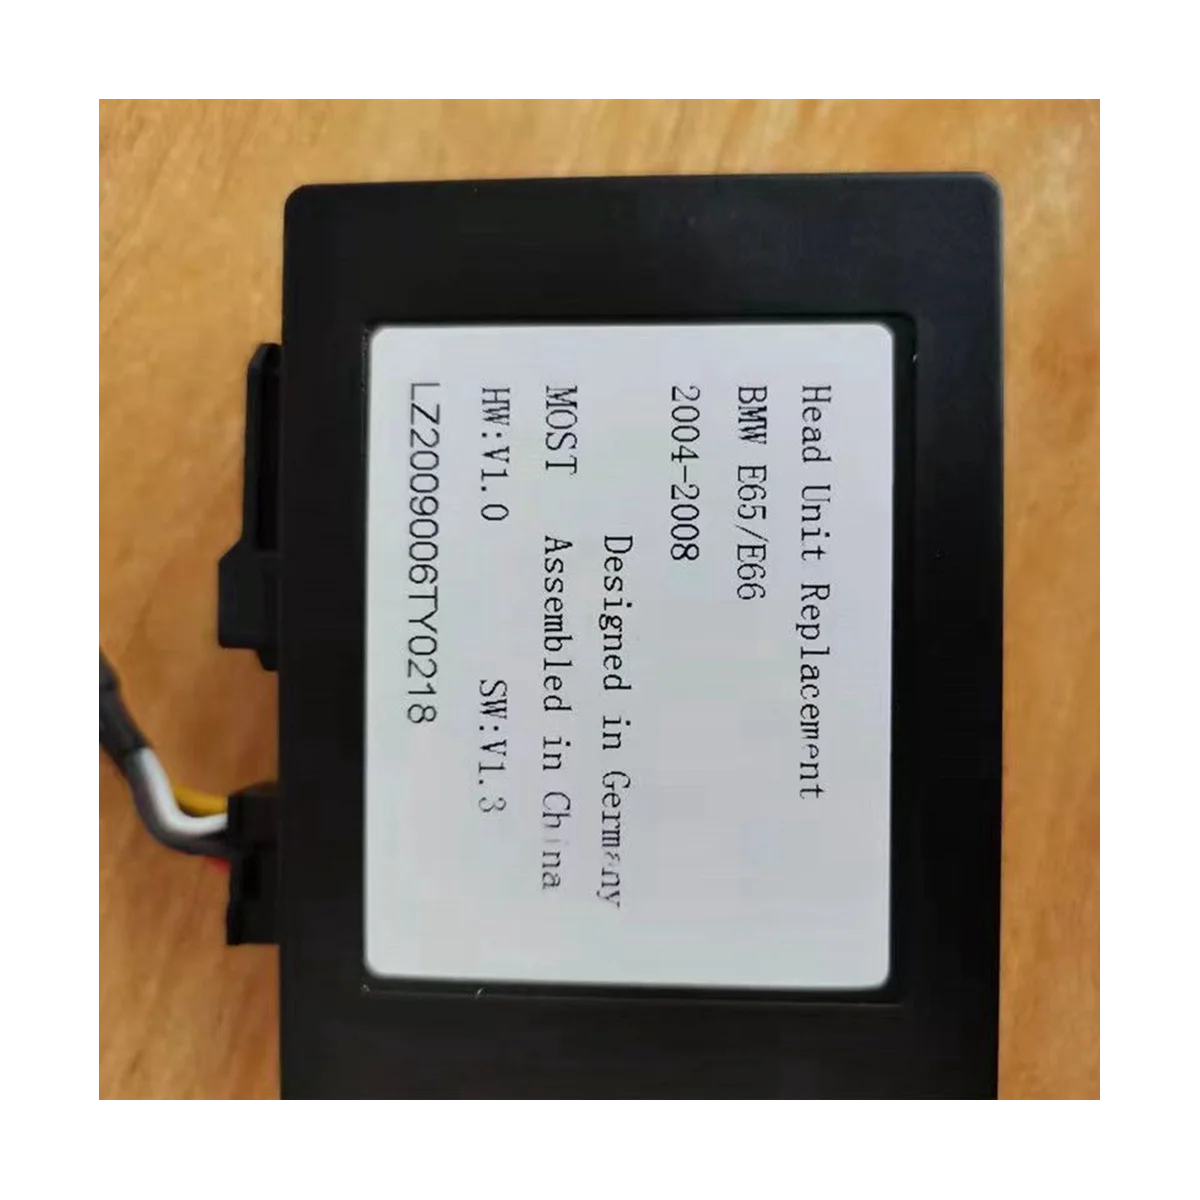 Head Unit Replacement
BMW E65/E66
2004-2008
Designed in Germany
MOST Assembled in China
HW:V1.0 SW:V1.3
LZ2009006TY0218